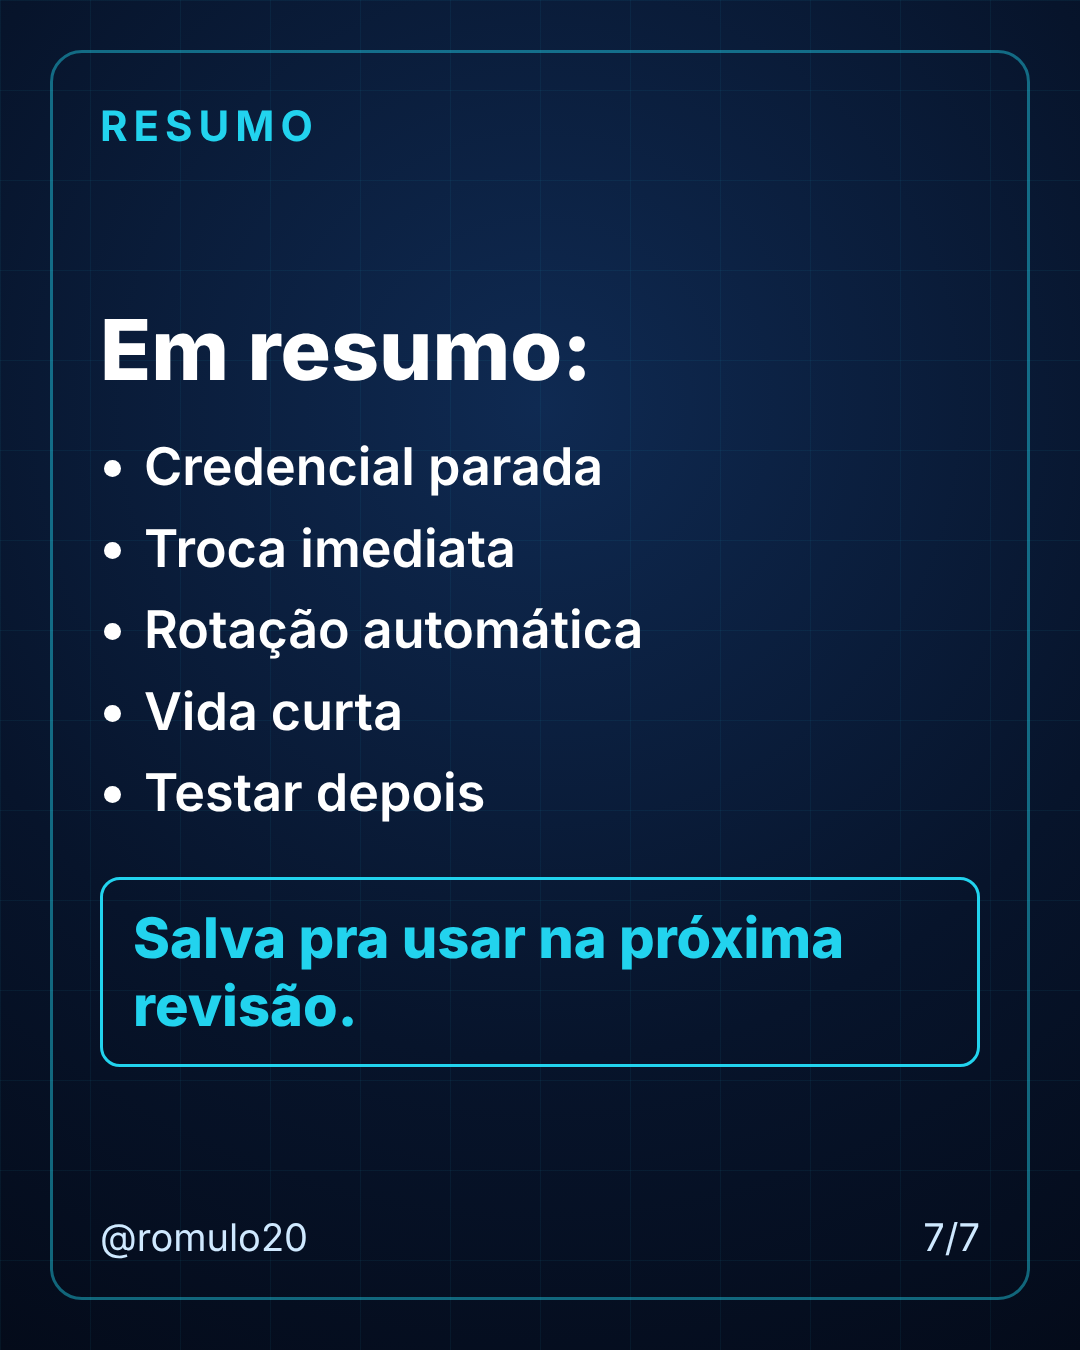 RESUMO
Em resumo:
• Credencial parada
• Troca imediata
• Rotação automática
• Vida curta
• Testar depois
Salva pra usar na próxima
revisão.
@romulo20
7/7